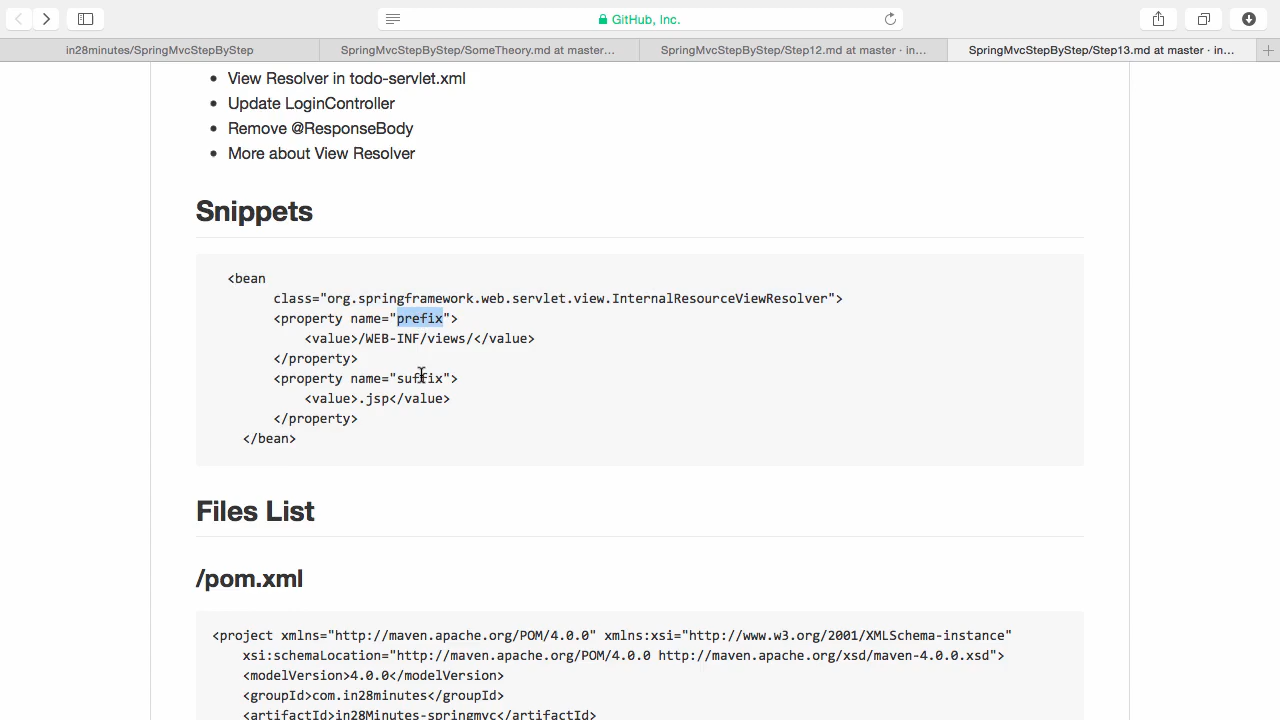 GitHub, Inc.
in28minutes/SpringMvcStepByStep
SpringMvcStepByStep/SomeTheory.md at master...
SpringMvcStepByStep/Step12.md at master · in...
SpringMvcStepByStep/Step13.md at master · in...
• View Resolver in todo-servlet.xml
• Update LoginController
• Remove @ResponseBody
• More about View Resolver
Snippets
<bean
class="org.springframework.web.servlet.view.InternalResourceViewResolver">
<property name="prefix">
<value>/WEB-INF/views/</value>
</property>
<property name="suffix">
<value>.jsp</value>
</property>
</bean>
Files List
/pom.xml
<project xmlns="http://maven.apache.org/POM/4.0.0" xmlns:xsi="http://www.w3.org/2001/XMLSchema-instance"
xsi:schemaLocation="http://maven.apache.org/POM/4.0.0 http://maven.apache.org/xsd/maven-4.0.0.xsd">
<modelVersion>4.0.0</modelVersion>
<groupId>com.in28minutes</groupId>
<artifactId>in28Minutes-springmvc</artifactId>